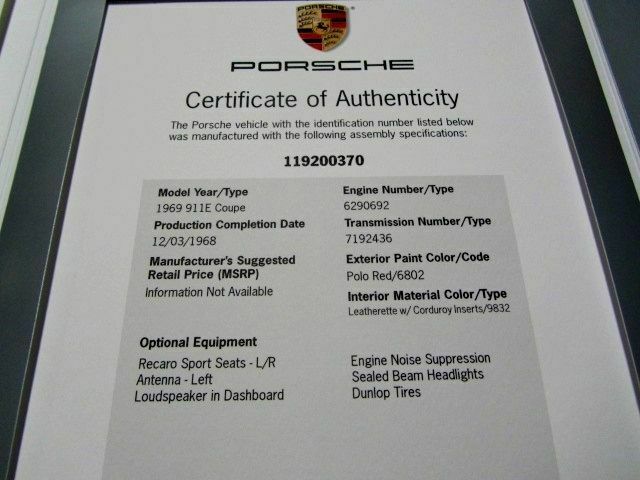 PORSCHE
PORSCHE
Certificate of Authenticity
The Porsche vehicle with the identification number listed below
was manufactured with the following assembly specifications:
119200370
Model Year/Type
1969 911E Coupe
Production Completion Date
12/03/1968
Manufacturer's Suggested
Retail Price (MSRP)
Information Not Available
Engine Number/Type
6290692
Transmission Number/Type
7192436
Exterior Paint Color/Code
Polo Red/6802
Interior Material Color/Type
Leatherette w/ Corduroy Inserts/9832
Optional Equipment
Recaro Sport Seats - L/R
Antenna - Left
Loudspeaker in Dashboard
Engine Noise Suppression
Sealed Beam Headlights
Dunlop Tires